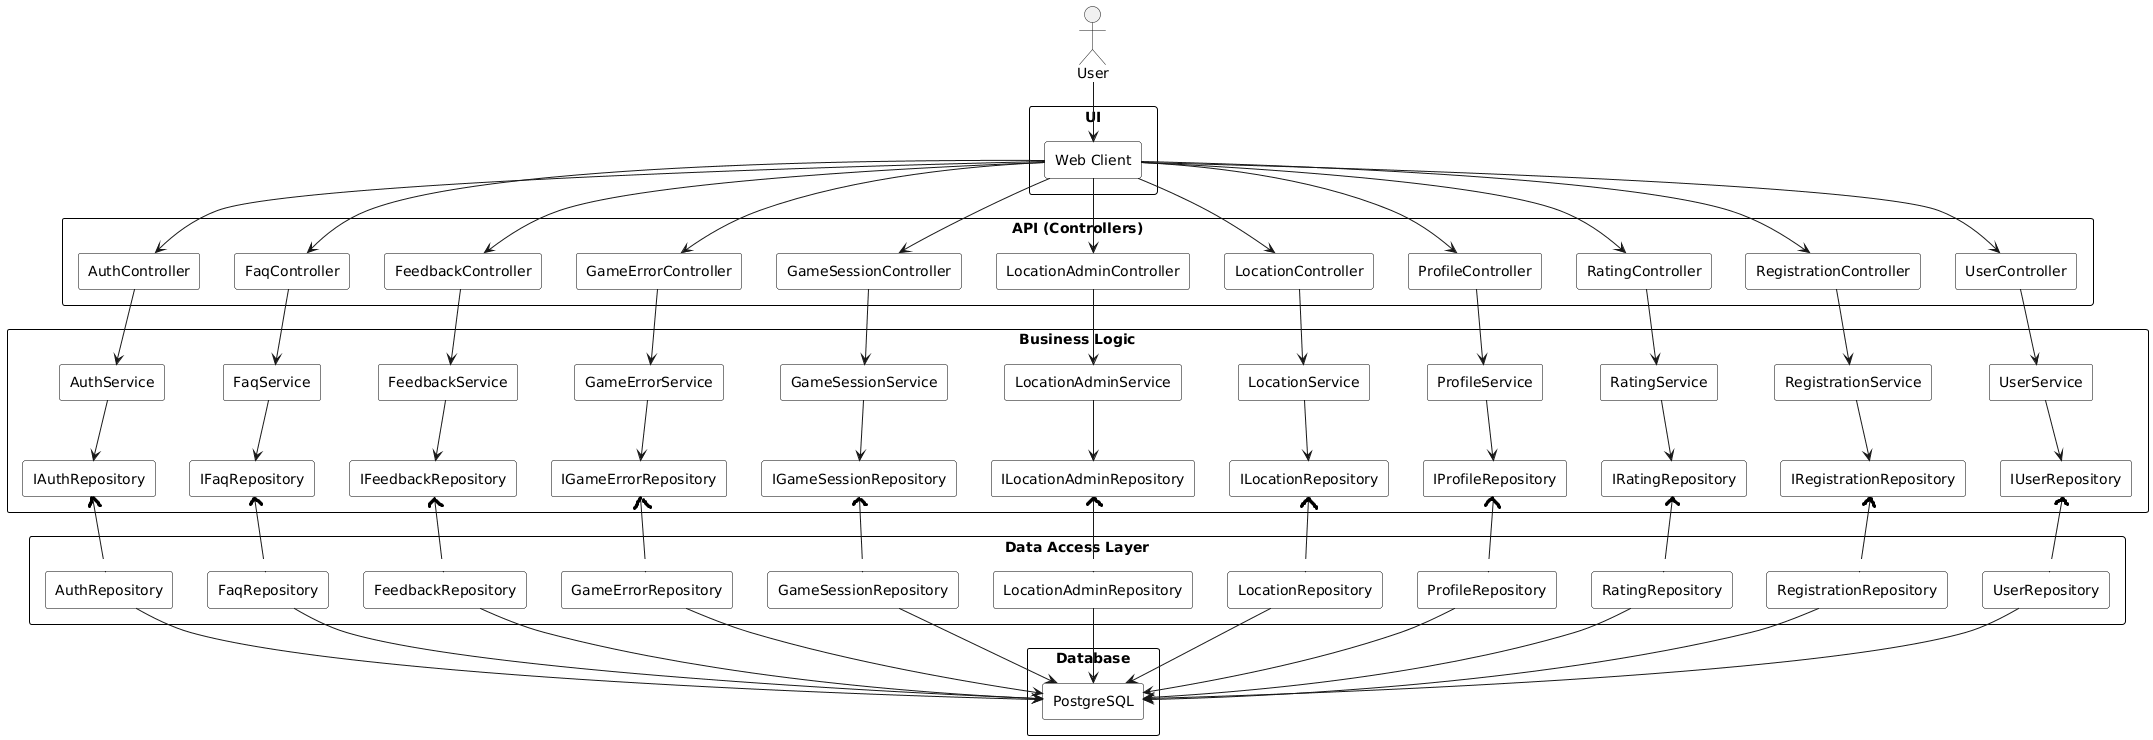 User
UI
Web Client
API (Controllers)
AuthController
FaqController
FeedbackController
GameErrorController
GameSessionController
LocationAdminController
LocationController
ProfileController
RatingController
RegistrationController
UserController
Business Logic
AuthService
FaqService
FeedbackService
GameErrorService
GameSessionService
LocationAdminService
LocationService
ProfileService
RatingService
RegistrationService
UserService
IAuthRepository
IFaqRepository
IFeedbackRepository
IGameErrorRepository
IGameSessionRepository
ILocationAdminRepository
ILocationRepository
IProfileRepository
IRatingRepository
IRegistrationRepository
IUserRepository
Data Access Layer
AuthRepository
FaqRepository
FeedbackRepository
GameErrorRepository
GameSessionRepository
LocationAdminRepository
LocationRepository
ProfileRepository
RatingRepository
RegistrationRepository
UserRepository
Database
PostgreSQL